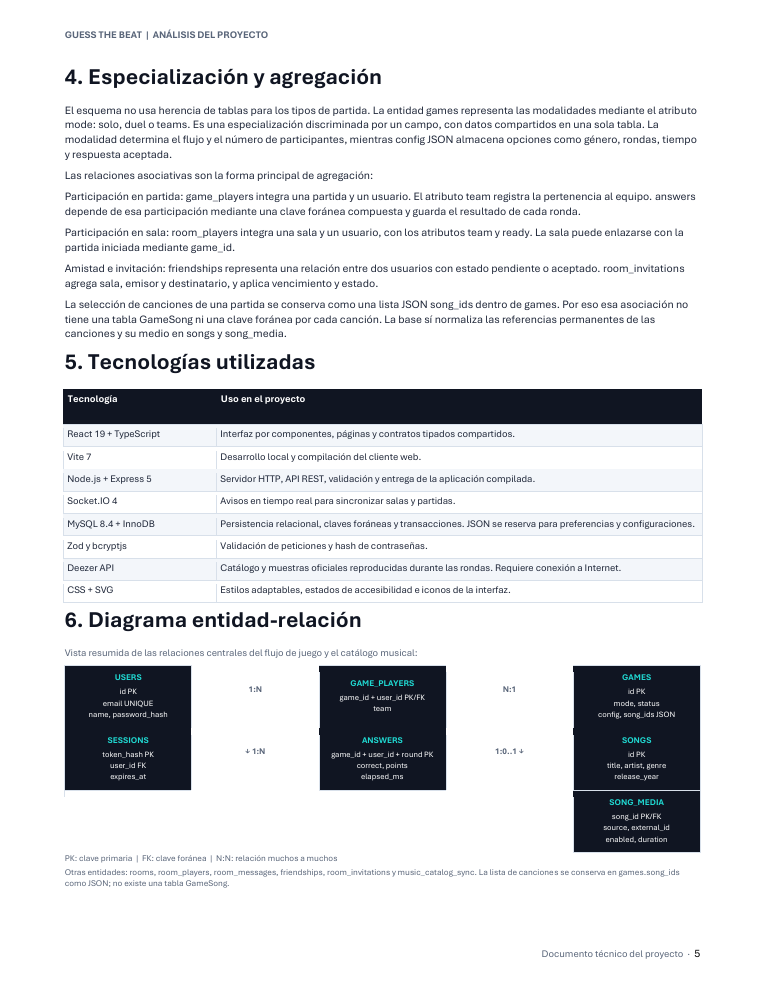 GUESS THE BEAT | ANÁLISIS DEL PROYECTO
4. Especialización y agregación
El esquema no usa herencia de tablas para los tipos de partida. La entidad games representa las modalidades mediante el atributo
mode: solo, duel o teams. Es una especialización discriminada por un campo, con datos compartidos en una sola tabla. La
modalidad determina el flujo y el número de participantes, mientras config JSON almacena opciones como género, rondas, tiempo
y respuesta aceptada.
Las relaciones asociativas son la forma principal de agregación:
Participación en partida: game_players integra una partida y un usuario. El atributo team registra la pertenencia al equipo. answers
depende de esa participación mediante una clave foránea compuesta y guarda el resultado de cada ronda.
Participación en sala: room_players integra una sala y un usuario, con los atributos team y ready. La sala puede enlazarse con la
partida iniciada mediante game_id.
Amistad e invitación: friendships representa una relación entre dos usuarios con estado pendiente o aceptado. room_invitations
agrega sala, emisor y destinatario, y aplica vencimiento y estado.
La selección de canciones de una partida se conserva como una lista JSON song_ids dentro de games. Por eso esa asociación no
tiene una tabla GameSong ni una clave foránea por cada canción. La base sí normaliza las referencias permanentes de las
canciones y su medio en songs y song_media.
5. Tecnologías utilizadas
Tecnología Uso en el proyecto
React 19 + TypeScript Interfaz por componentes, páginas y contratos tipados compartidos.
Vite 7 Desarrollo local y compilación del cliente web.
Node.js + Express 5 Servidor HTTP, API REST, validación y entrega de la aplicación compilada.
Socket.IO 4 Avisos en tiempo real para sincronizar salas y partidas.
MySQL 8.4 + InnoDB Persistencia relacional, claves foráneas y transacciones. JSON se reserva para preferencias y configuraciones.
Zod y bcryptjs Validación de peticiones y hash de contraseñas.
Deezer API Catálogo y muestras oficiales reproducidas durante las rondas. Requiere conexión a Internet.
CSS + SVG Estilos adaptables, estados de accesibilidad e iconos de la interfaz.
6. Diagrama entidad-relación
Vista resumida de las relaciones centrales del flujo de juego y el catálogo musical:
USERS
id PK
email UNIQUE
name, password_hash
1:N
GAME_PLAYERS
game_id + user_id PK/FK
team
N:1
GAMES
id PK
mode, status
config, song_ids JSON
SESSIONS
token_hash PK
user_id FK
expires_at
↓ 1:N
ANSWERS
game_id + user_id + round PK
correct, points
elapsed_ms
1:0..1 ↓
SONGS
id PK
title, artist, genre
release_year
SONG_MEDIA
song_id PK/FK
source, external_id
enabled, duration
PK: clave primaria | FK: clave foránea | N:N: relación muchos a muchos
Otras entidades: rooms, room_players, room_messages, friendships, room_invitations y music_catalog_sync. La lista de canciones se conserva en games.song_ids
como JSON; no existe una tabla GameSong.
Documento técnico del proyecto · 5